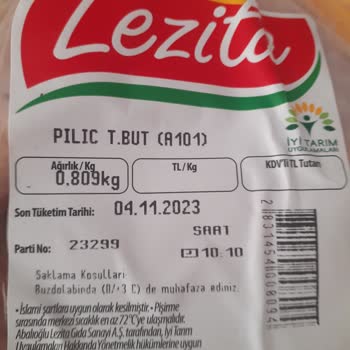 Lezita
PILIC T.BUT (A101)
İYİ TARIM
UYGULAMALARI
Ağırlık/Kg
TL/Kg
KDV'li TL Tutarı
0.809kg
Son Tüketim Tarihi: 04.11.2023
SAAT
Parti No: 23299
10.10
Saklama Kosulları:
Buzdolabinda (0/+3 C) de muhafaza ediniz.
• İslami şartlara uygun olarak kesilmiştir. • Pişirme
sırasında merkezi sıcaklık en az 72°C'ye ulaşmalıdır.
Abalıoğlu Lezita Gıda Sanayi A.Ş. tarafından, İyi Tarım
Uygulamaları Hakkında Yönetmelik hükümlerine uygun